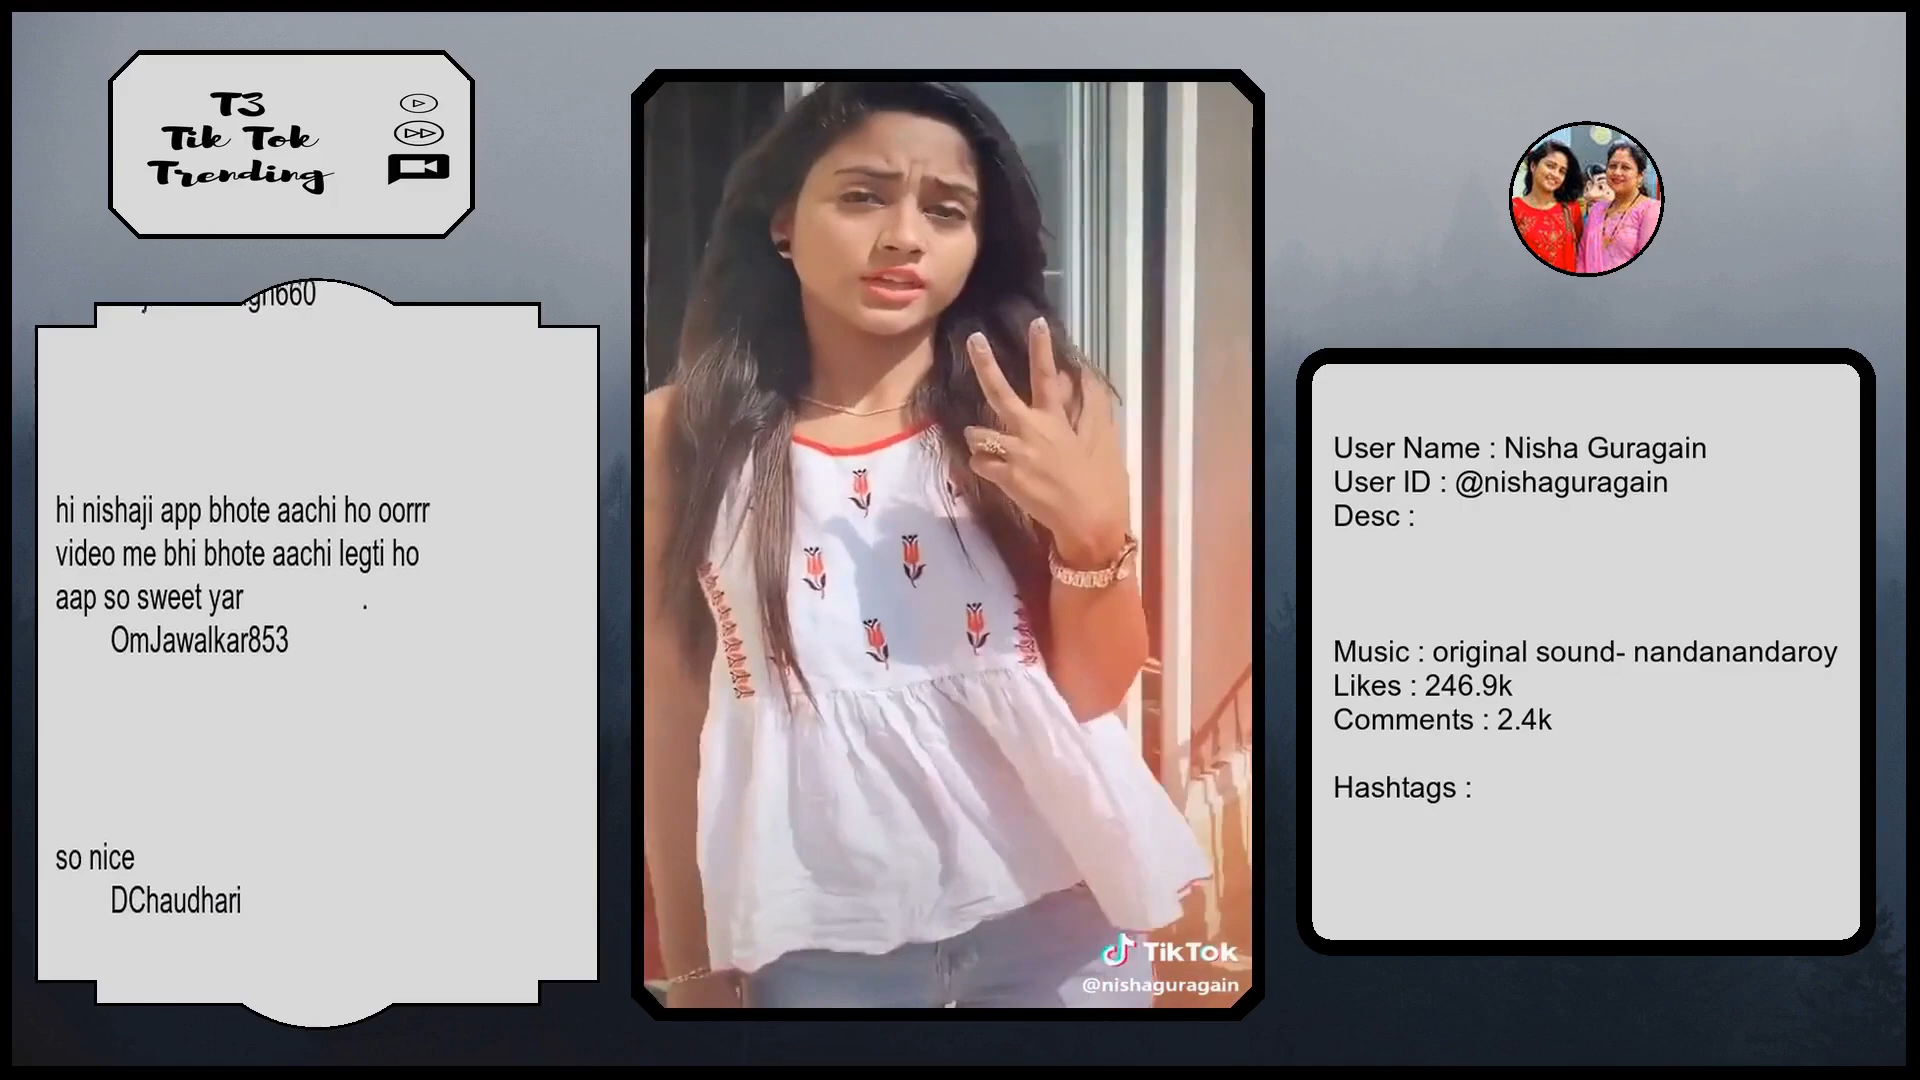 T3
Tik Tok
Trending
hi nishaji app bhote aachi ho oorrr
video me bhi bhote aachi legti ho
aap so sweet yar .
OmJawalkar853
so nice
DChaudhari
TikTok
@nishaguragain
User Name : Nisha Guragain
User ID : @nishaguragain
Desc :
Music : original sound- nandanandaroy
Likes : 246.9k
Comments : 2.4k
Hashtags :